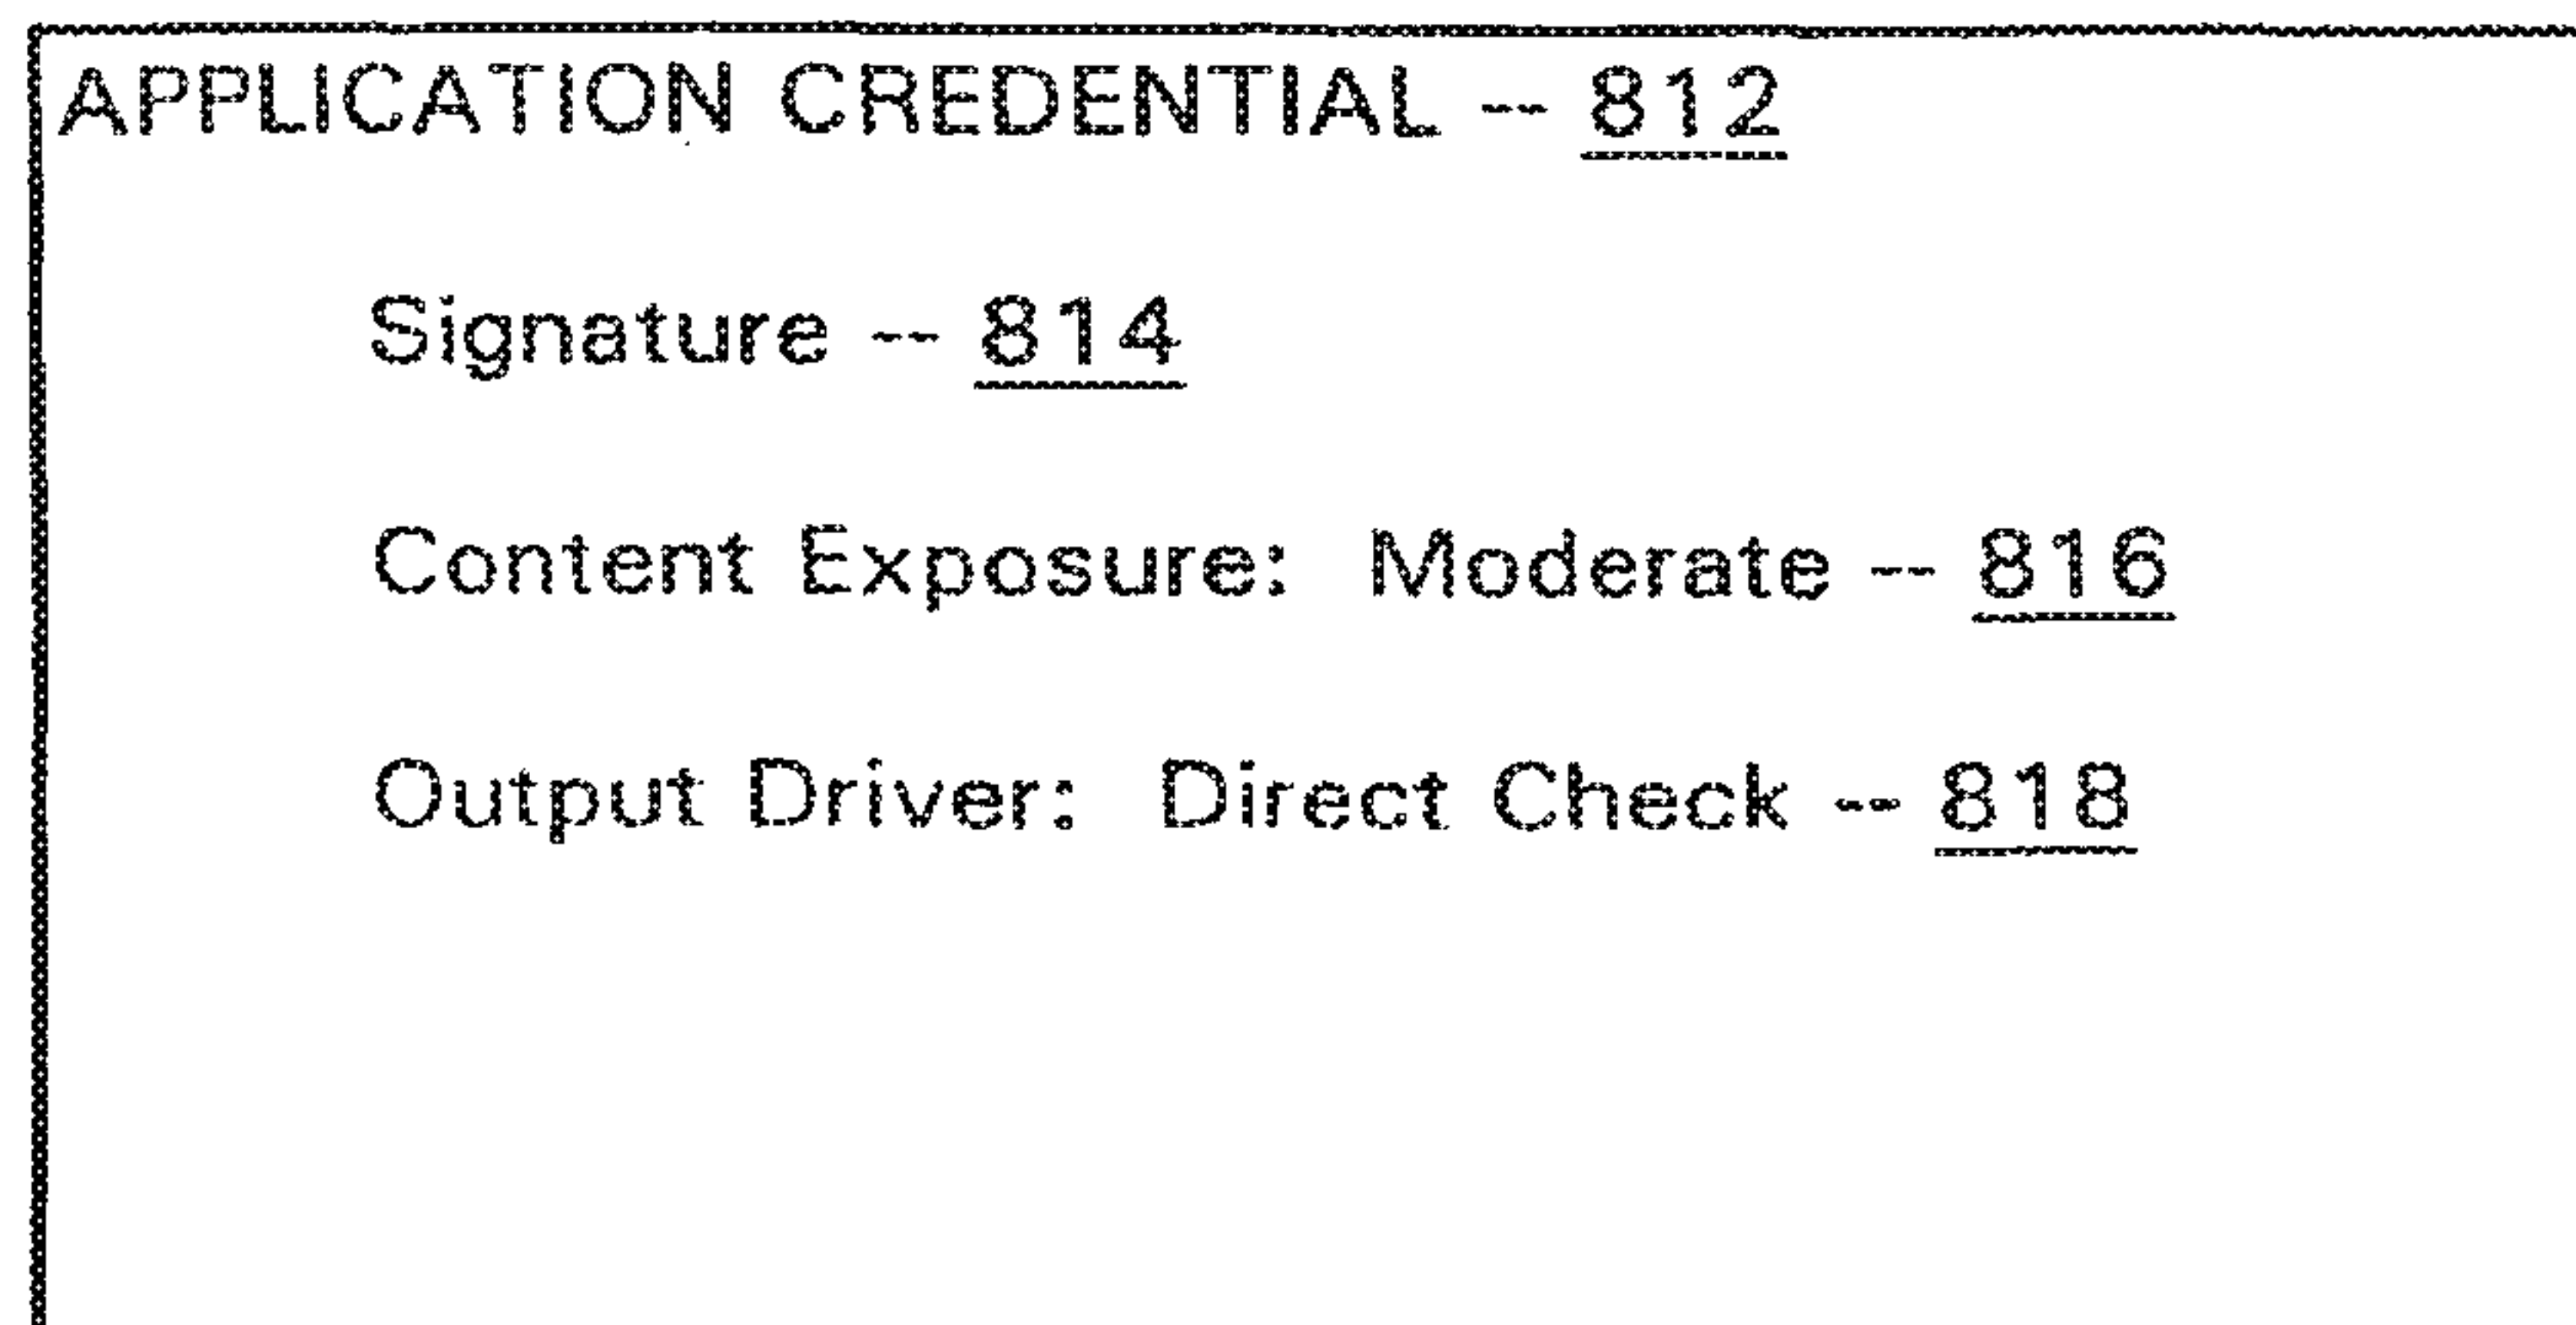 APPLICATION CREDENTIAL -- 812
Signature -- 814
Content Exposure: Moderate -- 816
Output Driver: Direct Check -- 818